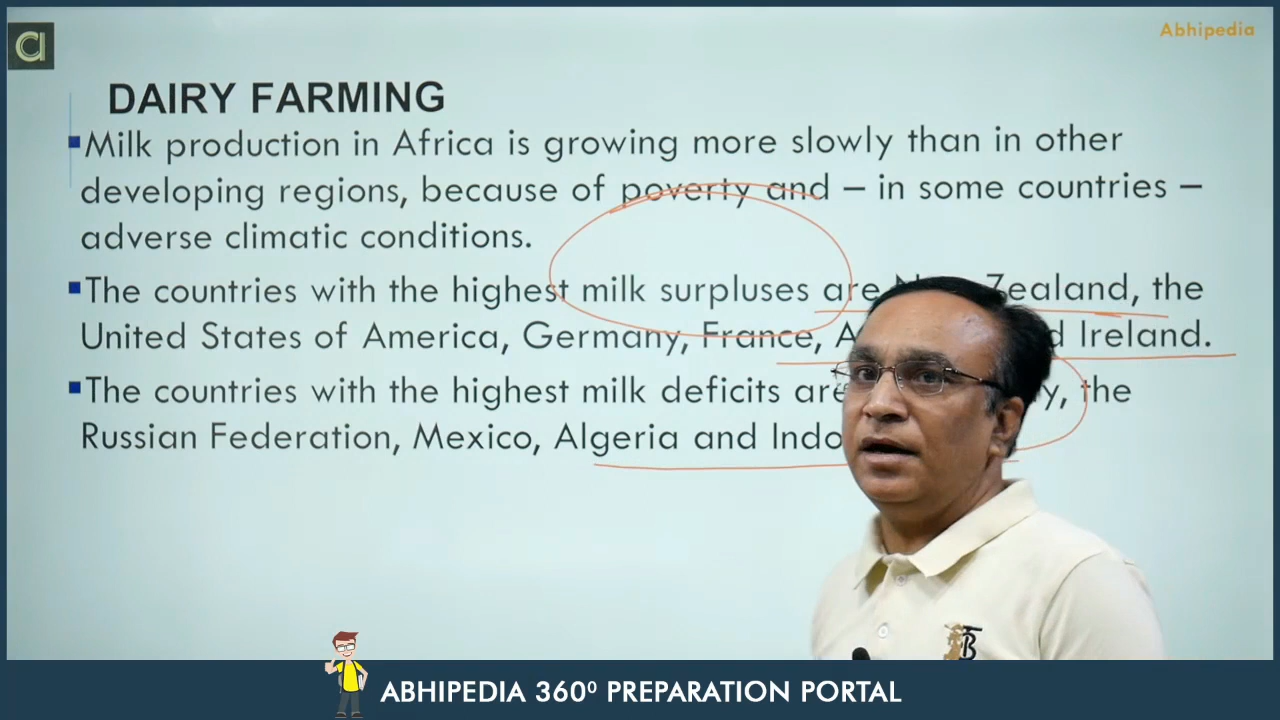 Abhipedia
DAIRY FARMING
▪Milk production in Africa is growing more slowly than in other
developing regions, because of poverty and – in some countries –
adverse climatic conditions.
▪The countries with the highest milk surpluses are Zealand, the
United States of America, Germany, France, Ireland.
▪The countries with the highest milk deficits are the
Russian Federation, Mexico, Algeria and
B
ABHIPEDIA 360⁰ PREPARATION PORTAL